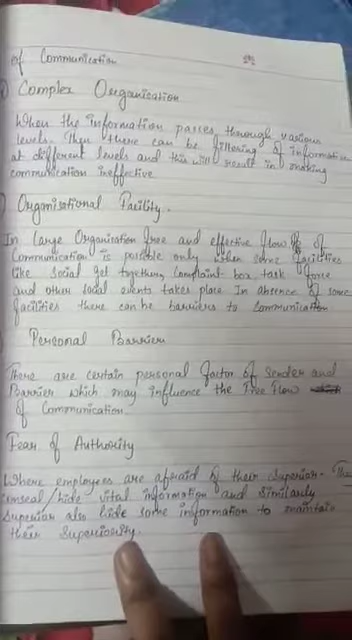 of Communication
Complex Organisation
When the information passes through various
levels. Then there can be filtering of information
at different levels and this will result in making
communication ineffective
Organisational Facility.
In Large Organisation free and effective flow of
Communication is possible only when some facilities
like Social get together, Complaint box, task force
and other social events takes place In absence of some
facilities there can be barriers to Communication
Personal Barrier
There are certain personal factor of Sender and
Barrier which may influence the Free Flow
of Communication.
Fear of Authority
Where employees are afraid of their Superior.
conseal/hide vital information and similarly
Superior also hide some information to maintain
their Superiority.